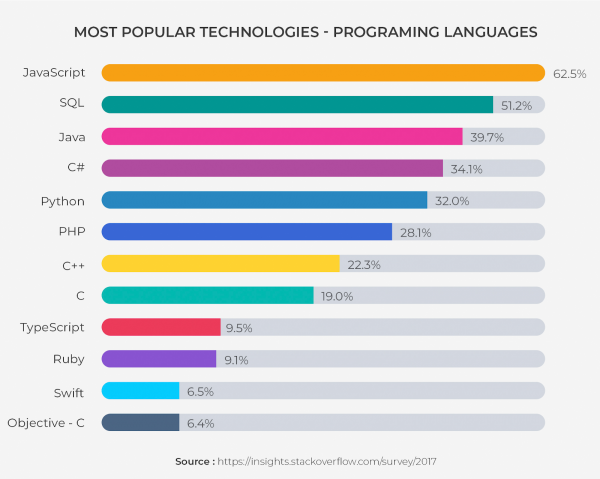 MOST POPULAR TECHNOLOGIES - PROGRAMING LANGUAGES
JavaScript 62.5%
SQL 51.2%
Java 39.7%
C# 34.1%
Python 32.0%
PHP 28.1%
C++ 22.3%
C 19.0%
TypeScript 9.5%
Ruby 9.1%
Swift 6.5%
Objective - C 6.4%
Source : https://insights.stackoverflow.com/survey/2017